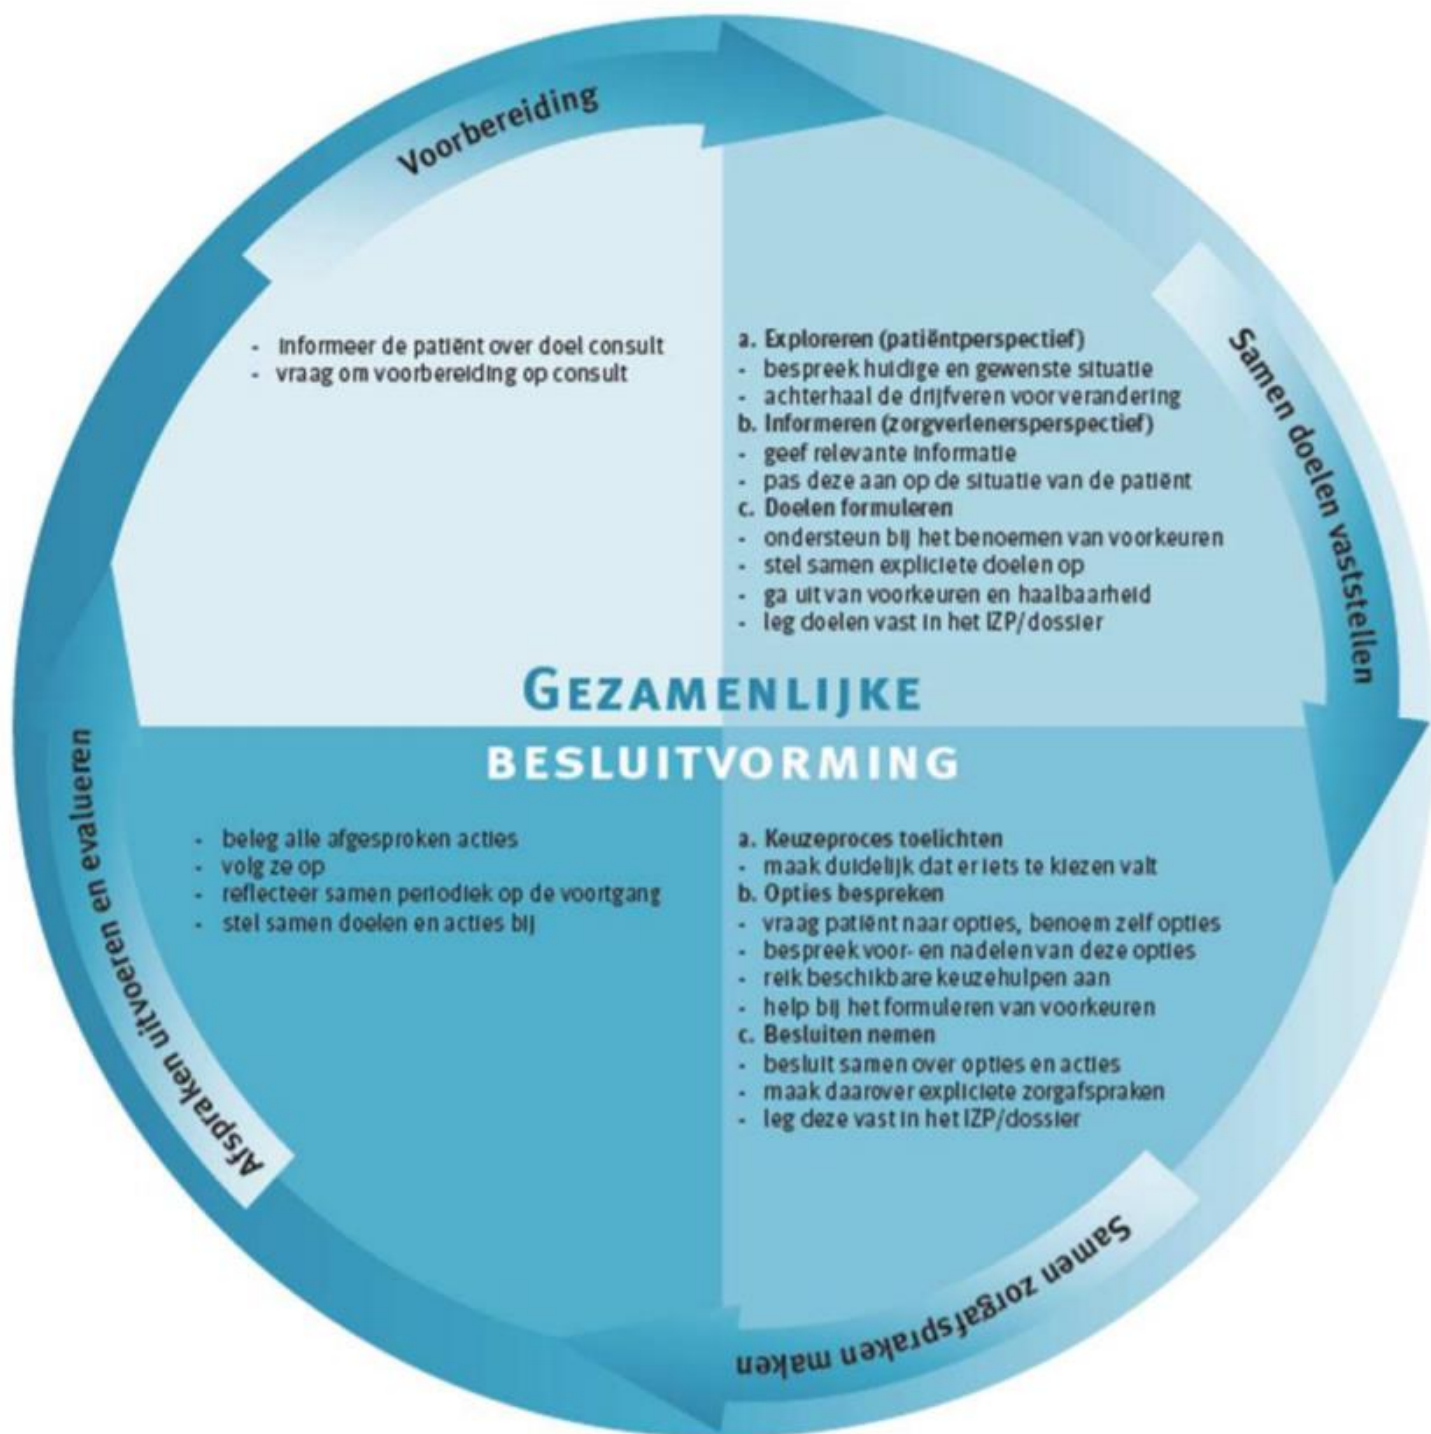 Voorbereiding
- informeer de patiënt over doel consult
- vraag om voorbereiding op consult
Samen doelen vaststellen
a. Exploreren (patiëntperspectief)
- bespreek huidige en gewenste situatie
- achterhaal de drijfveren voor verandering
b. Informeren (zorgverlenersperspectief)
- geef relevante informatie
- pas deze aan op de situatie van de patiënt
c. Doelen formuleren
- ondersteun bij het benoemen van voorkeuren
- stel samen expliciete doelen op
- ga uit van voorkeuren en haalbaarheid
- leg doelen vast in het IZP/dossier
GEZAMENLIJKE
BESLUITVORMING
a. Keuzeproces toelichten
- maak duidelijk dat er iets te kiezen valt
b. Opties bespreken
- vraag patiënt naar opties, benoem zelf opties
- bespreek voor- en nadelen van deze opties
- reik beschikbare keuzehulpen aan
- help bij het formuleren van voorkeuren
c. Besluiten nemen
- besluit samen over opties en acties
- maak daarover expliciete zorgafspraken
- leg deze vast in het IZP/dossier
Samen zorgafspraken maken
- beleg alle afgesproken acties
- volg ze op
- reflecteer samen periodiek op de voortgang
- stel samen doelen en acties bij
Afspraken uitvoeren en evalueren